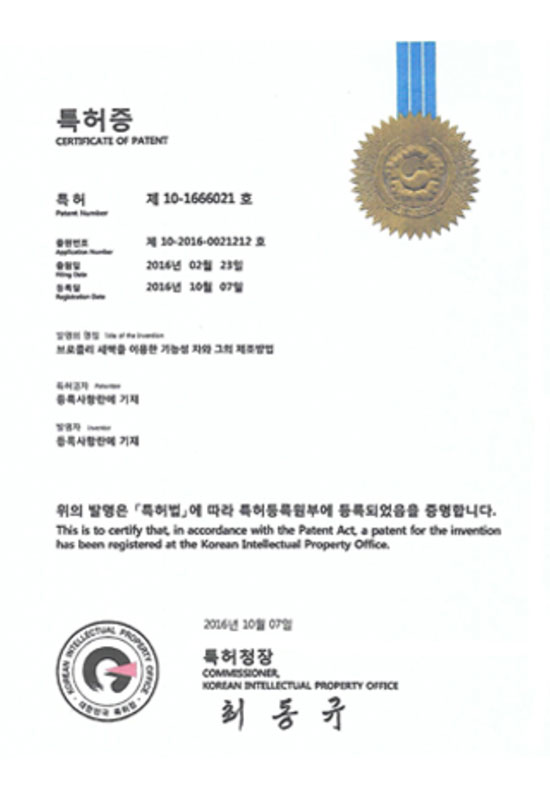 특허증
CERTIFICATE OF PATENT
특 허 제 10-1666021 호
Patent Number
출원번호 제 10-2016-0021212 호
Application Number
출원일 2016년 02월 23일
Filing Date
등록일 2016년 10월 07일
Registration Date
발명의 명칭 Title of the Invention
브로콜리 새싹을 이용한 기능성 차와 그의 제조방법
특허권자 Patentee
등록사항란에 기재
발명자 Inventor
등록사항란에 기재
위의 발명은 「특허법」에 따라 특허등록원부에 등록되었음을 증명합니다.
This is to certify that, in accordance with the Patent Act, a patent for the invention
has been registered at the Korean Intellectual Property Office.
2016년 10월 07일
특허청장
COMMISSIONER,
KOREAN INTELLECTUAL PROPERTY OFFICE
최 동 규
KOREAN INTELLECTUAL PROPERTY OFFICE
대한민국 특허청